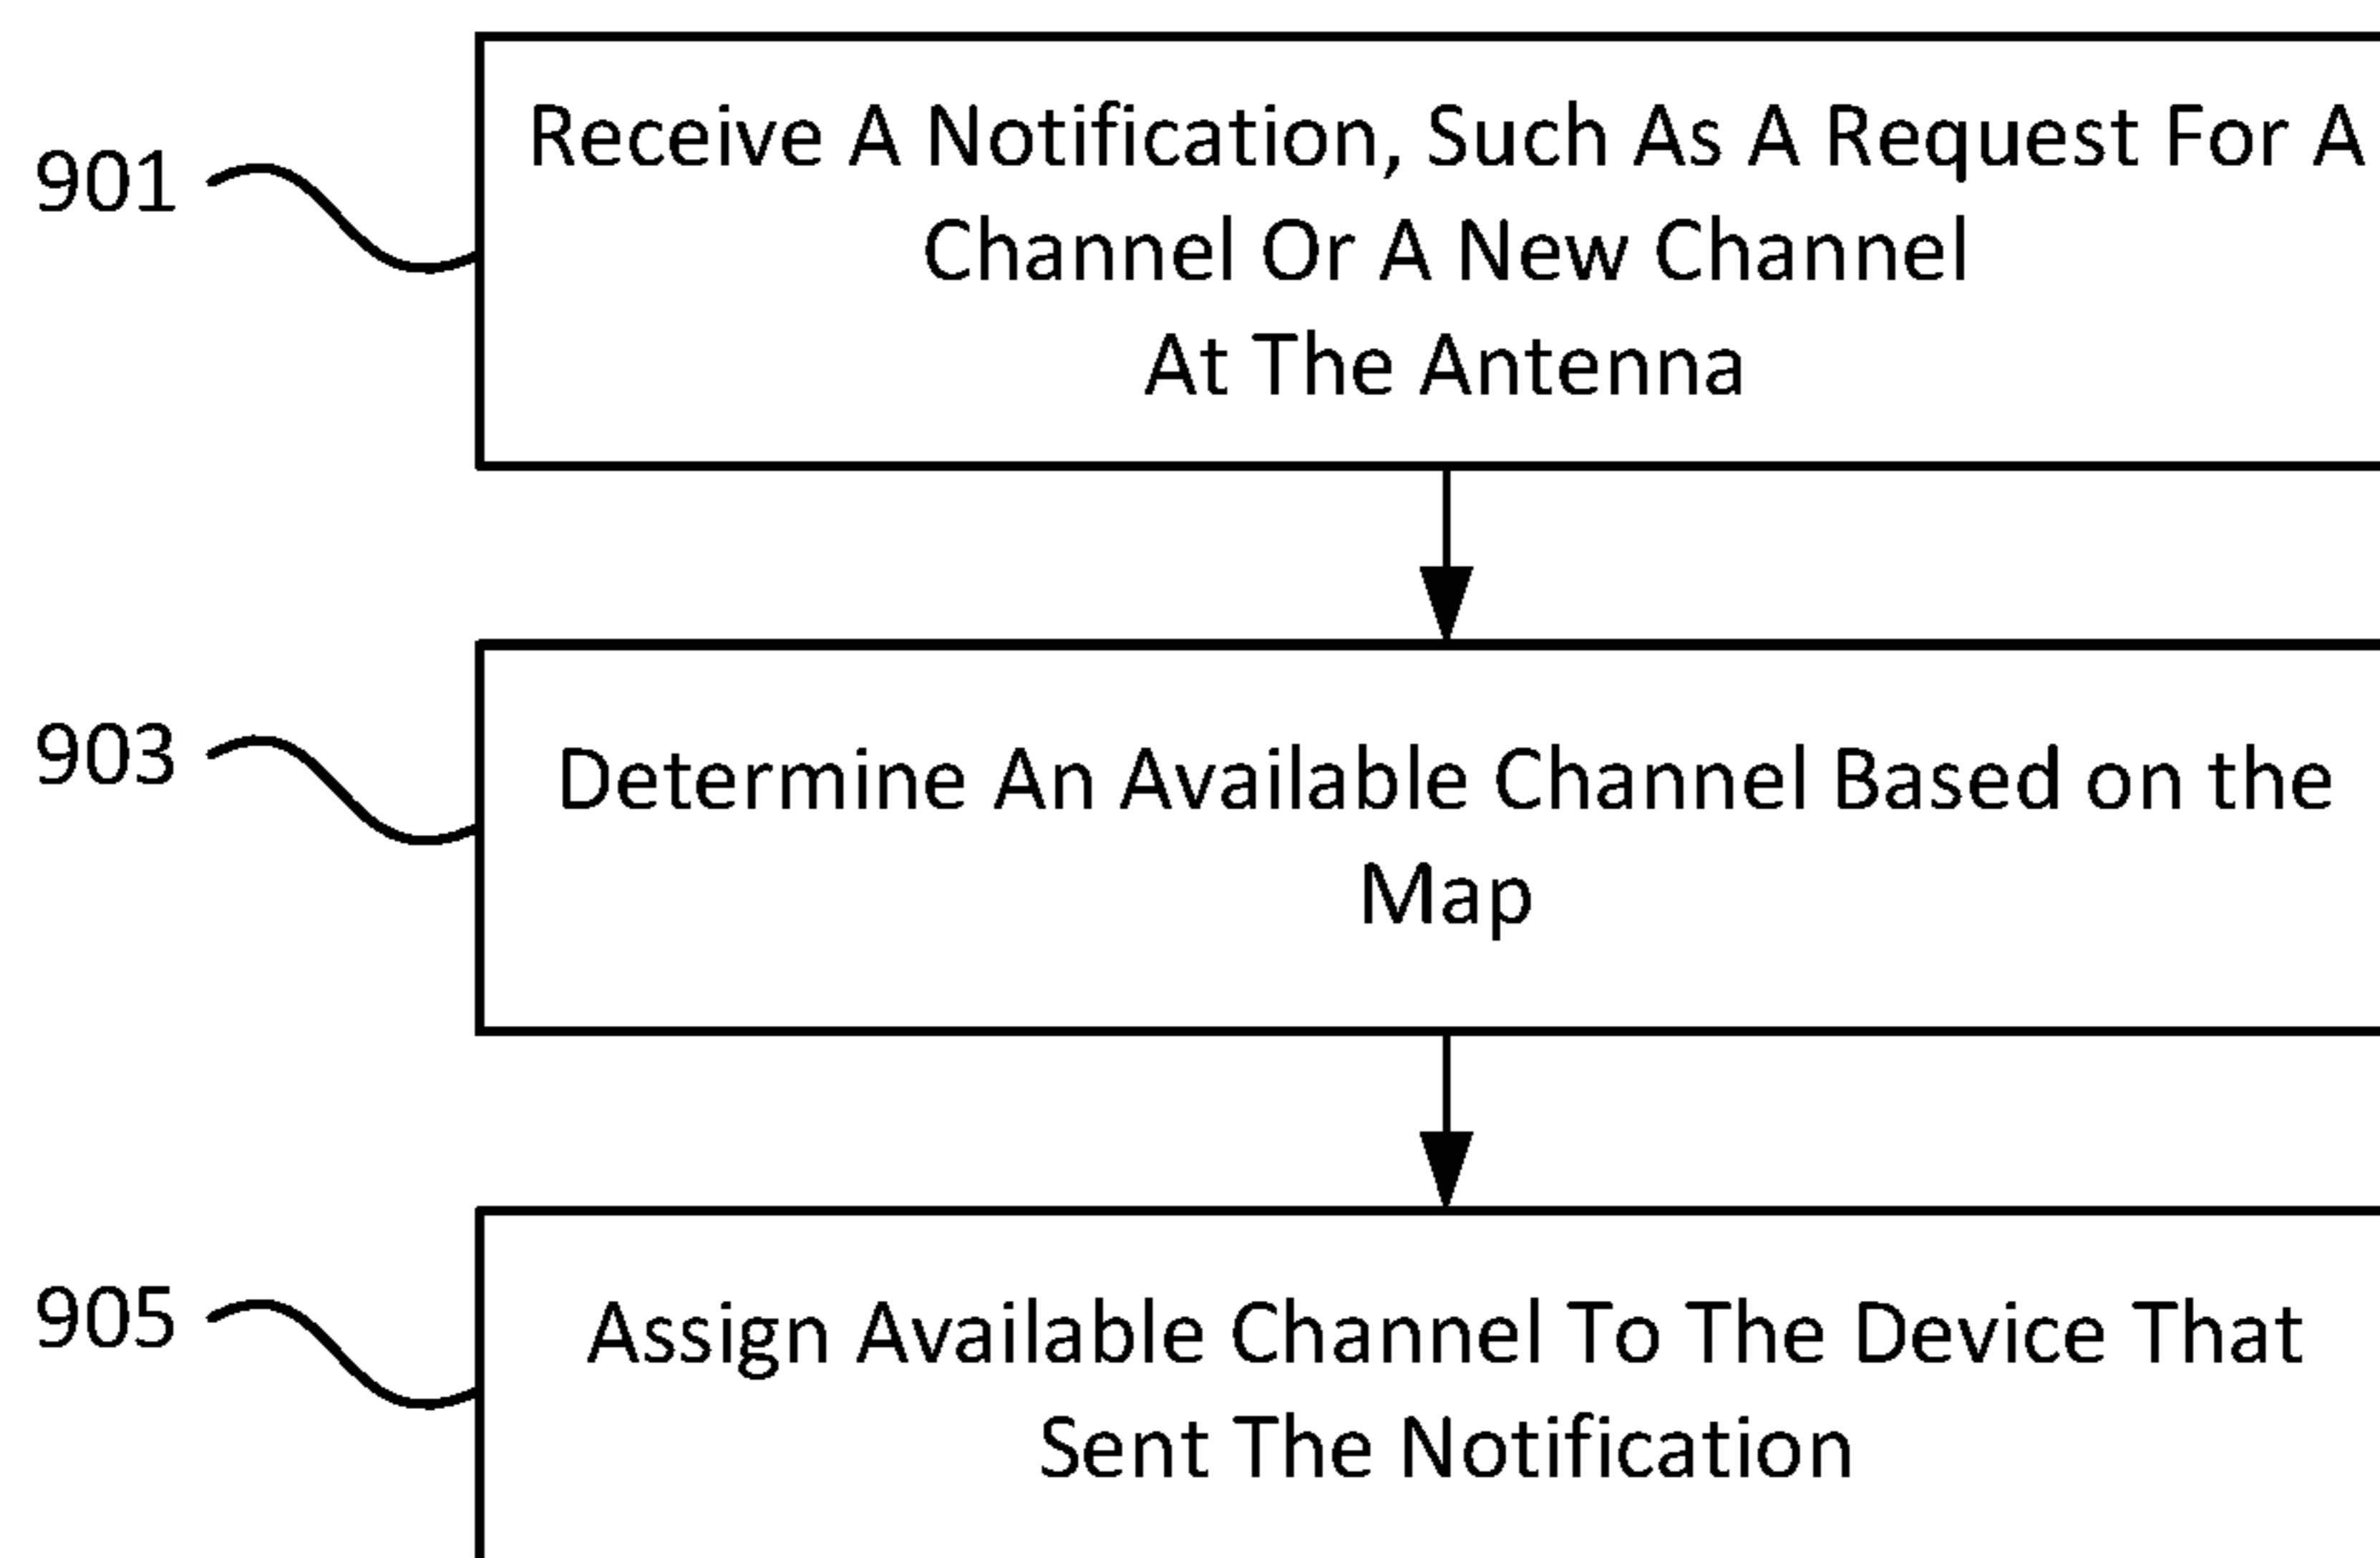 901
Receive A Notification, Such As A Request For A
Channel Or A New Channel
At The Antenna
903
Determine An Available Channel Based on the
Map
905
Assign Available Channel To The Device That
Sent The Notification